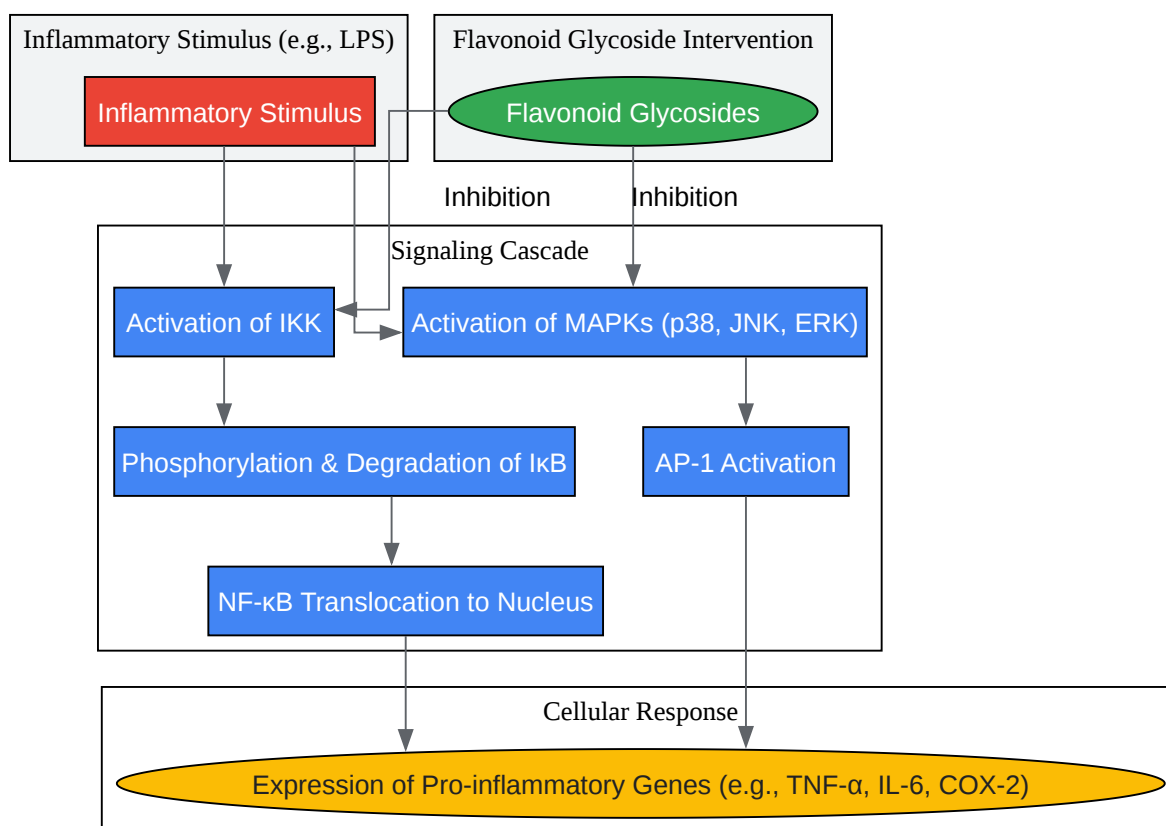 Inflammatory Stimulus (e.g., LPS)
Flavonoid Glycoside Intervention
Inflammatory Stimulus
Flavonoid Glycosides
Inhibition
Inhibition
Signaling Cascade
Activation of IKK
Activation of MAPKs (p38, JNK, ERK)
Phosphorylation & Degradation of IκB
AP-1 Activation
NF-κB Translocation to Nucleus
Cellular Response
Expression of Pro-inflammatory Genes (e.g., TNF-α, IL-6, COX-2)